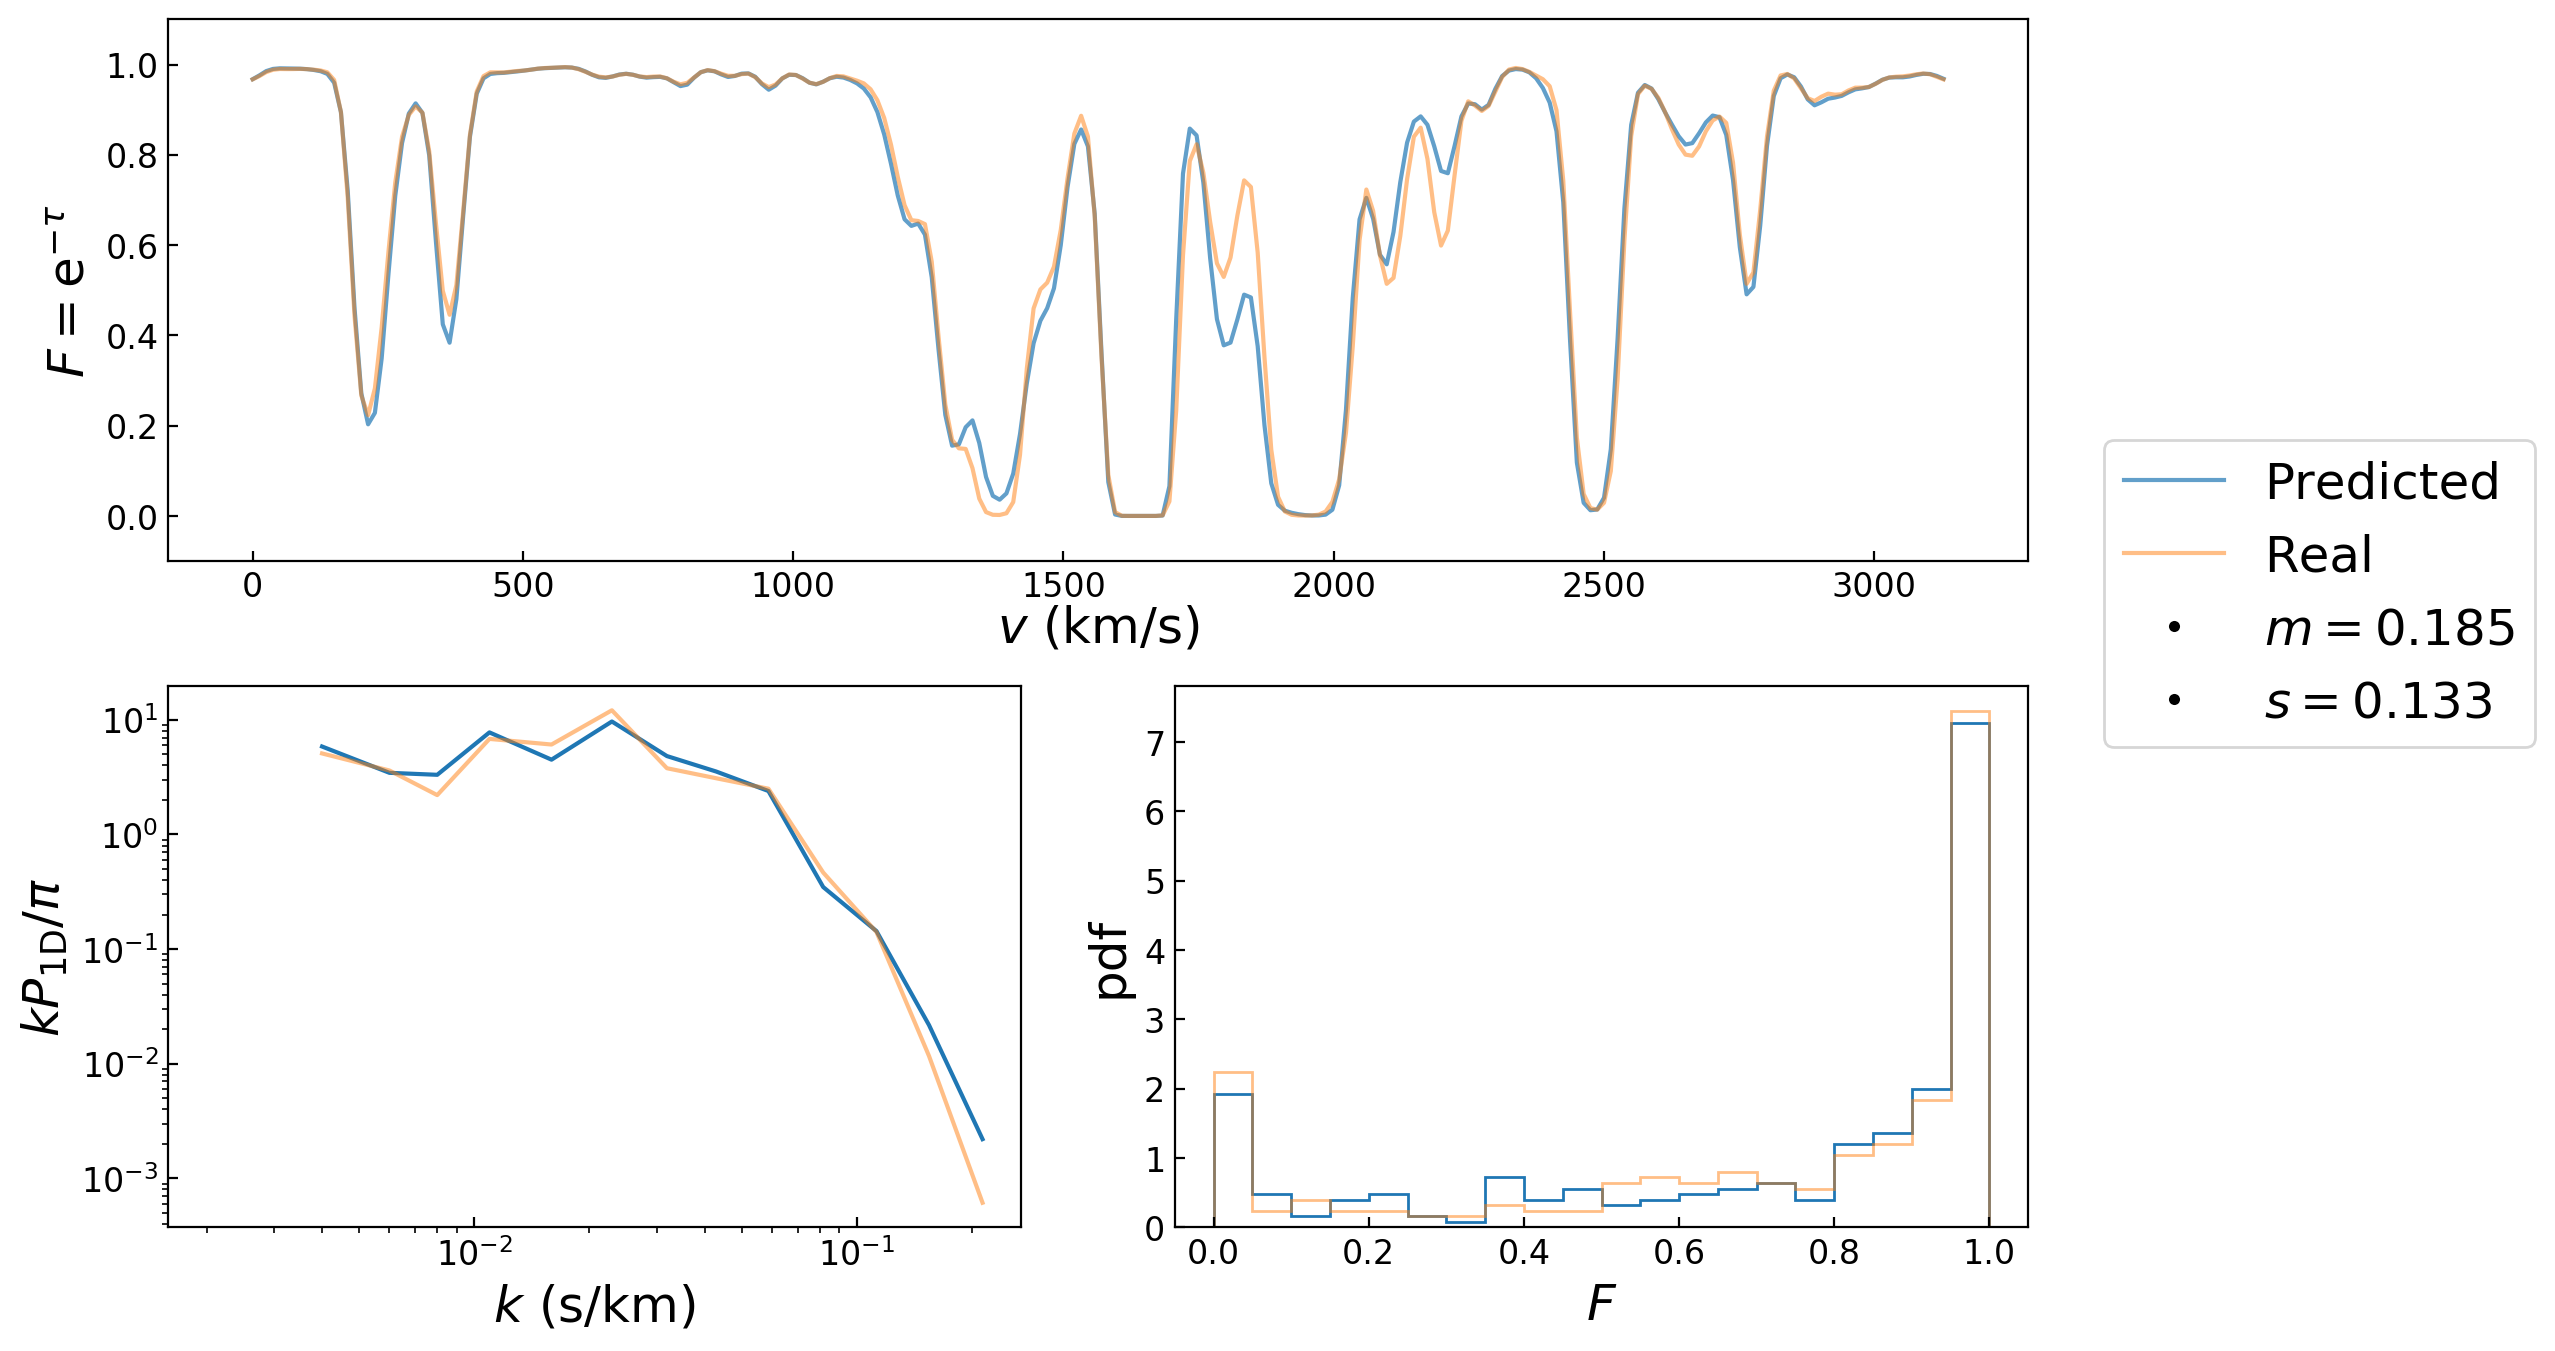 1.0
0.8
0.6
0.4
0.2
0.0
F = e^{−τ}
0 500 1000 1500 2000 2500 3000
v (km/s)
Predicted
Real
m = 0.185
s = 0.133
10^1
10^0
10^{−1}
10^{−2}
10^{−3}
kP_{1D}/π
10^{−2} 10^{−1}
k (s/km)
7
6
5
4
3
2
1
0
pdf
0.0 0.2 0.4 0.6 0.8 1.0
F